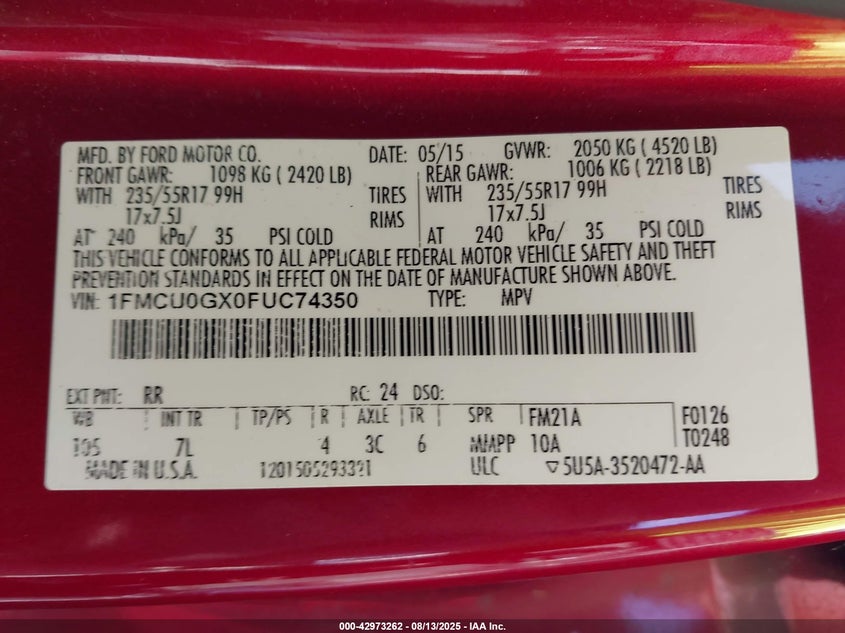 MFD. BY FORD MOTOR CO. DATE: 05/15 GVWR: 2050 KG ( 4520 LB)
FRONT GAWR: 1098 KG ( 2420 LB) REAR GAWR: 1006 KG ( 2218 LB)
WITH 235/55R17 99H TIRES WITH 235/55R17 99H TIRES
17x7.5J RIMS 17x7.5J RIMS
AT 240 kPa/ 35 PSI COLD AT 240 kPa/ 35 PSI COLD
THIS VEHICLE CONFORMS TO ALL APPLICABLE FEDERAL MOTOR VEHICLE SAFETY AND THEFT
PREVENTION STANDARDS IN EFFECT ON THE DATE OF MANUFACTURE SHOWN ABOVE.
VIN: 1FMCU0GX0FUC74350 TYPE: MPV
EXT PNT: RR RC: 24 DSO:
WB INT TR TP/PS R AXLE TR SPR FM21A F0126
105 7L 4 3C 6 MMPP 10A T0248
MADE IN U.S.A. 1201505293321 ULC ▽5U5A-3520472-AA
000-42973262 - 08/13/2025 - IAA Inc.